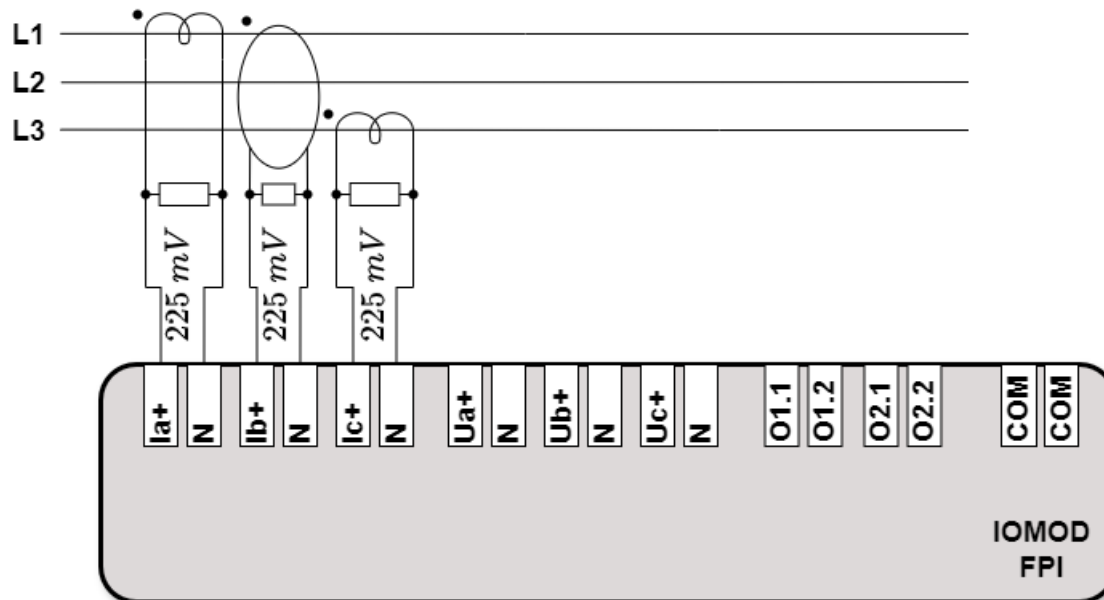 L1
L2
L3
225 mV
225 mV
225 mV
Ia+
N
Ib+
N
Ic+
N
Ua+
N
Ub+
N
Uc+
N
O1.1
O1.2
O2.1
O2.2
COM
COM
IOMOD
FPI